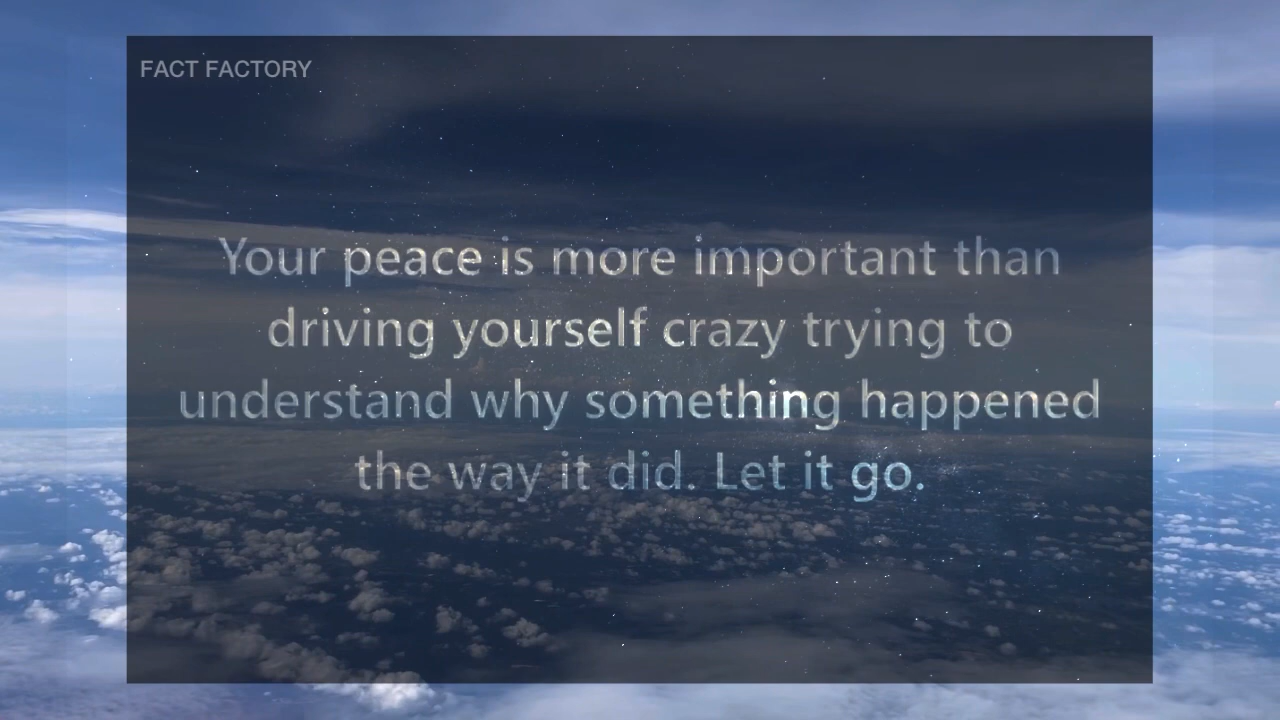 FACT FACTORY
Your peace is more important than
driving yourself crazy trying to
understand why something happened
the way it did. Let it go.